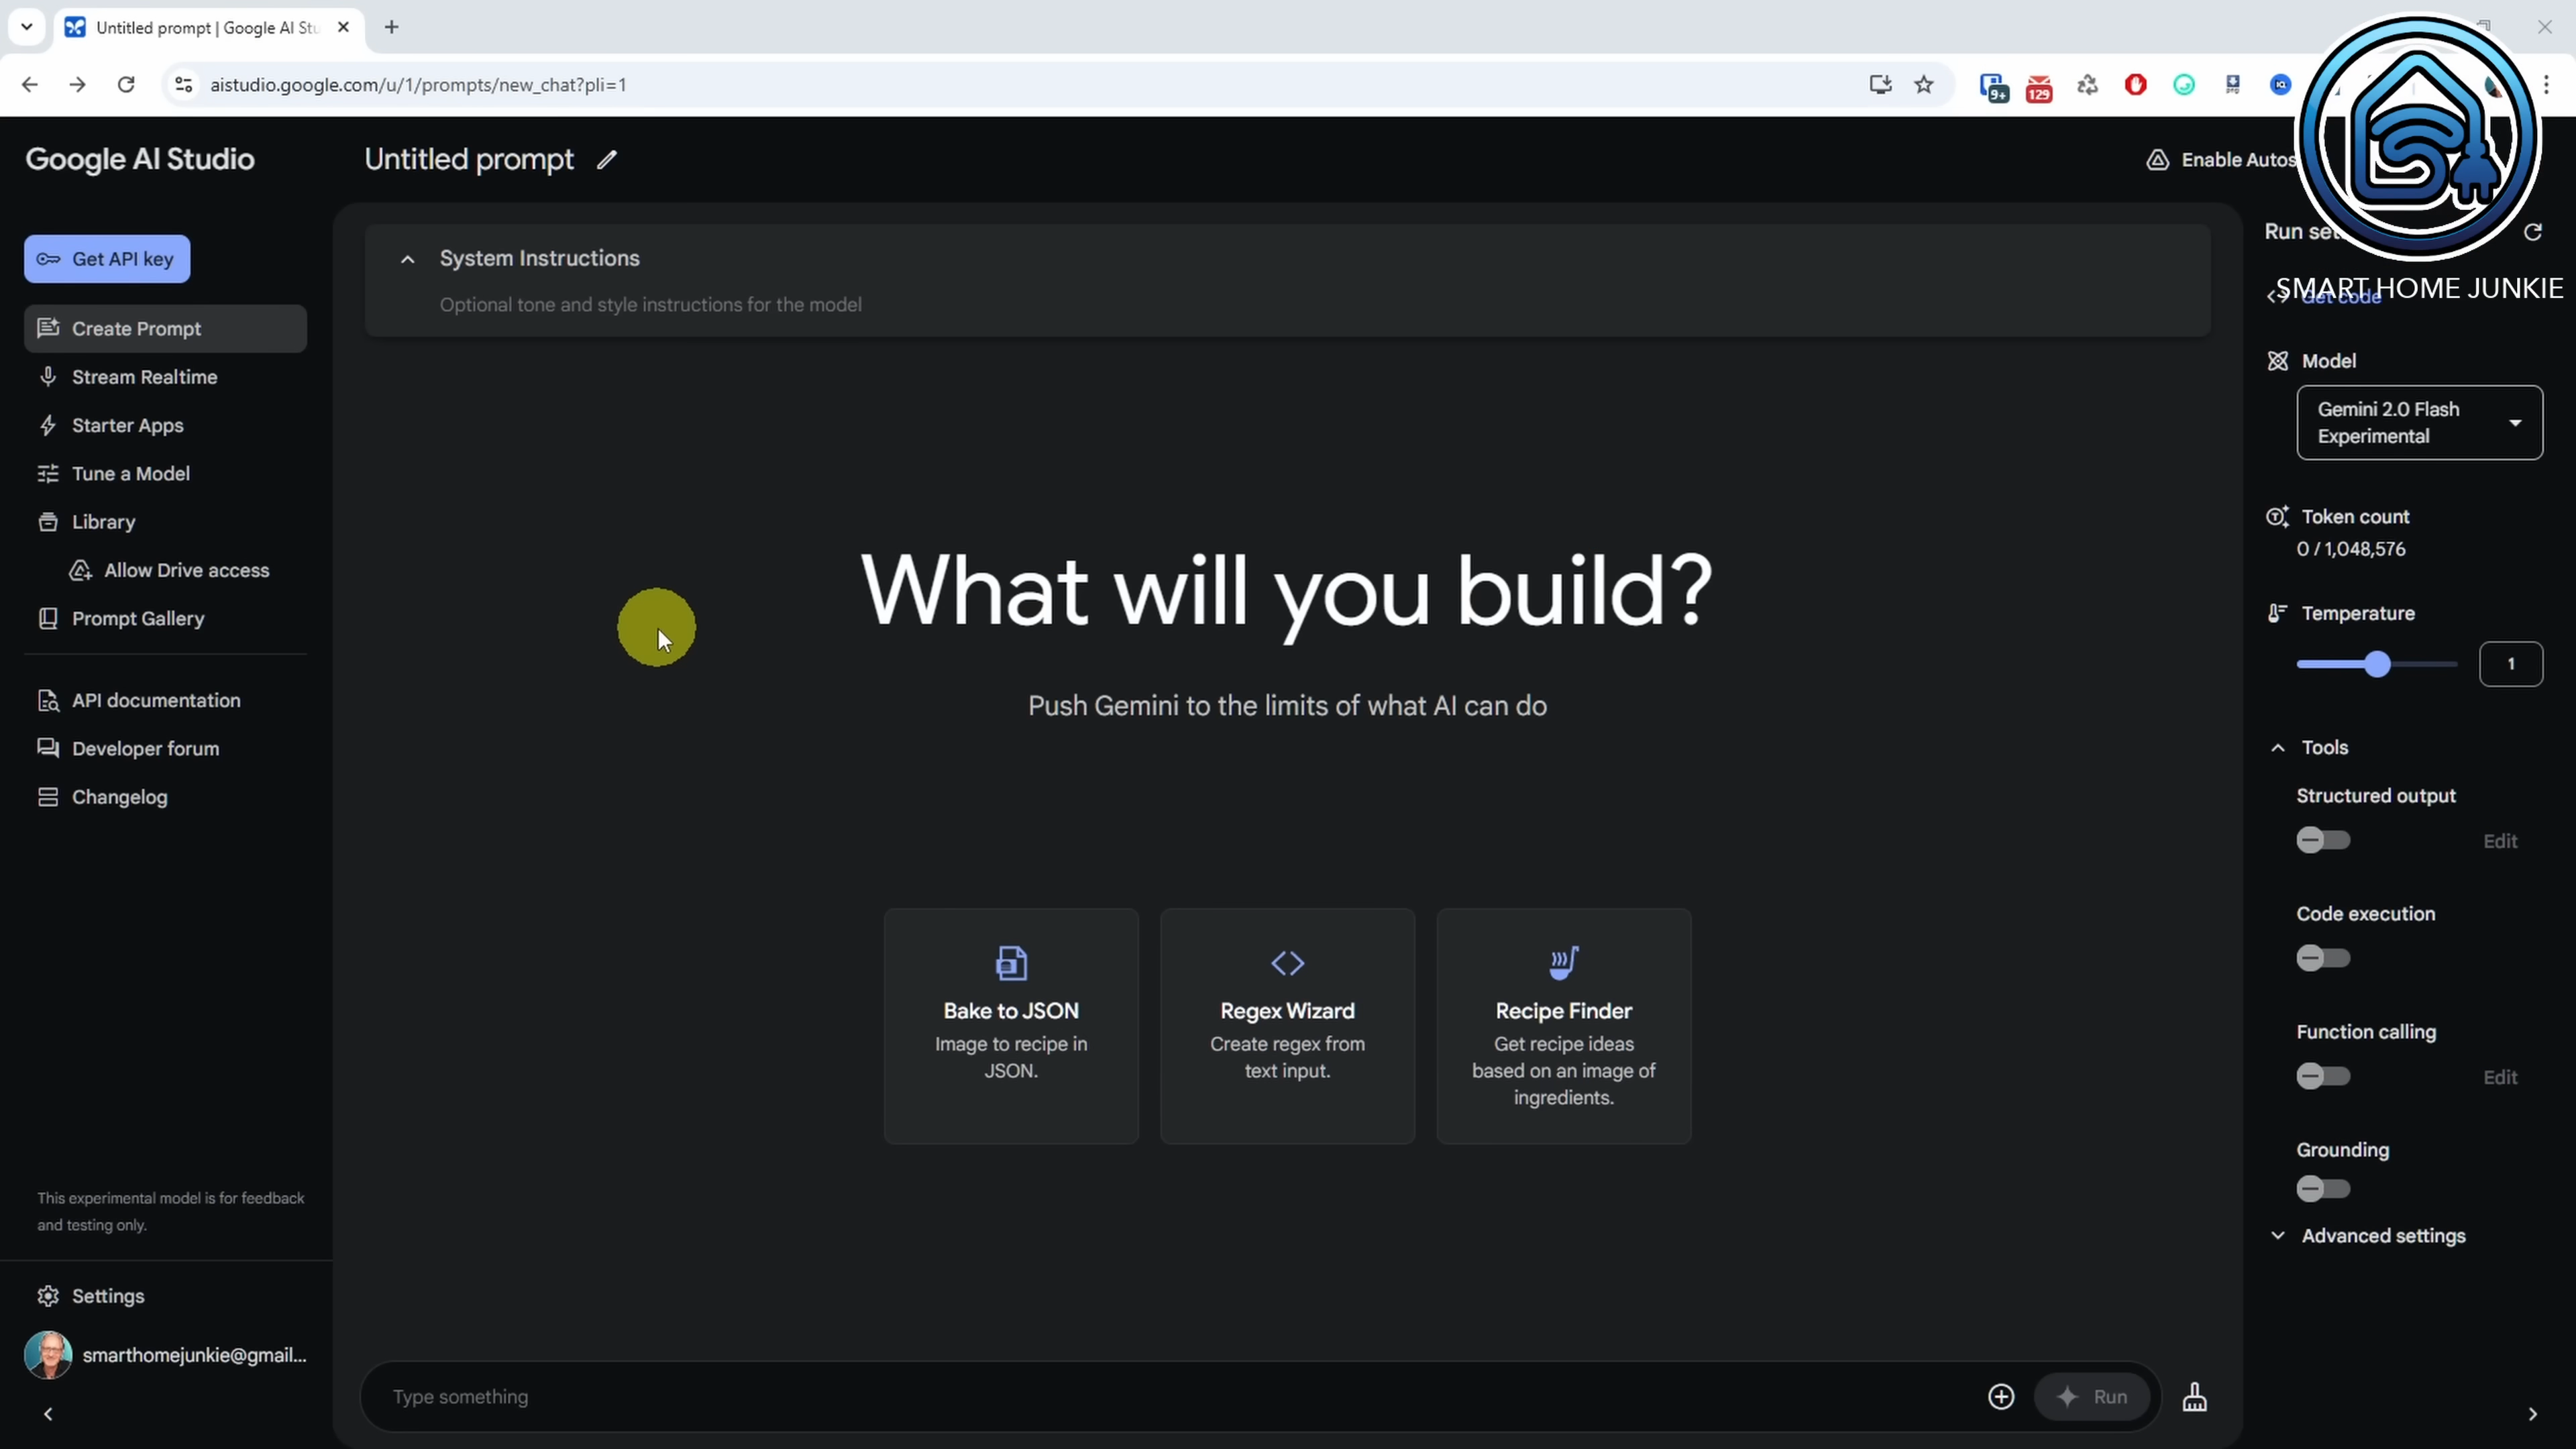 Untitled prompt | Google AI Stu
aistudio.google.com/u/1/prompts/new_chat?pli=1
9+
129
Google AI Studio
Untitled prompt
Enable Autos
Get API key
Create Prompt
Stream Realtime
Starter Apps
Tune a Model
Library
Allow Drive access
Prompt Gallery
API documentation
Developer forum
Changelog
This experimental model is for feedback
and testing only.
Settings
smarthomejunkie@gmail...
System Instructions
Optional tone and style instructions for the model
What will you build?
Push Gemini to the limits of what AI can do
Bake to JSON
Image to recipe in
JSON.
Regex Wizard
Create regex from
text input.
Recipe Finder
Get recipe ideas
based on an image of
ingredients.
Type something
Run
Run set
SMART HOME JUNKIE
Get code
Model
Gemini 2.0 Flash
Experimental
Token count
0 / 1,048,576
Temperature
1
Tools
Structured output
Edit
Code execution
Function calling
Edit
Grounding
Advanced settings